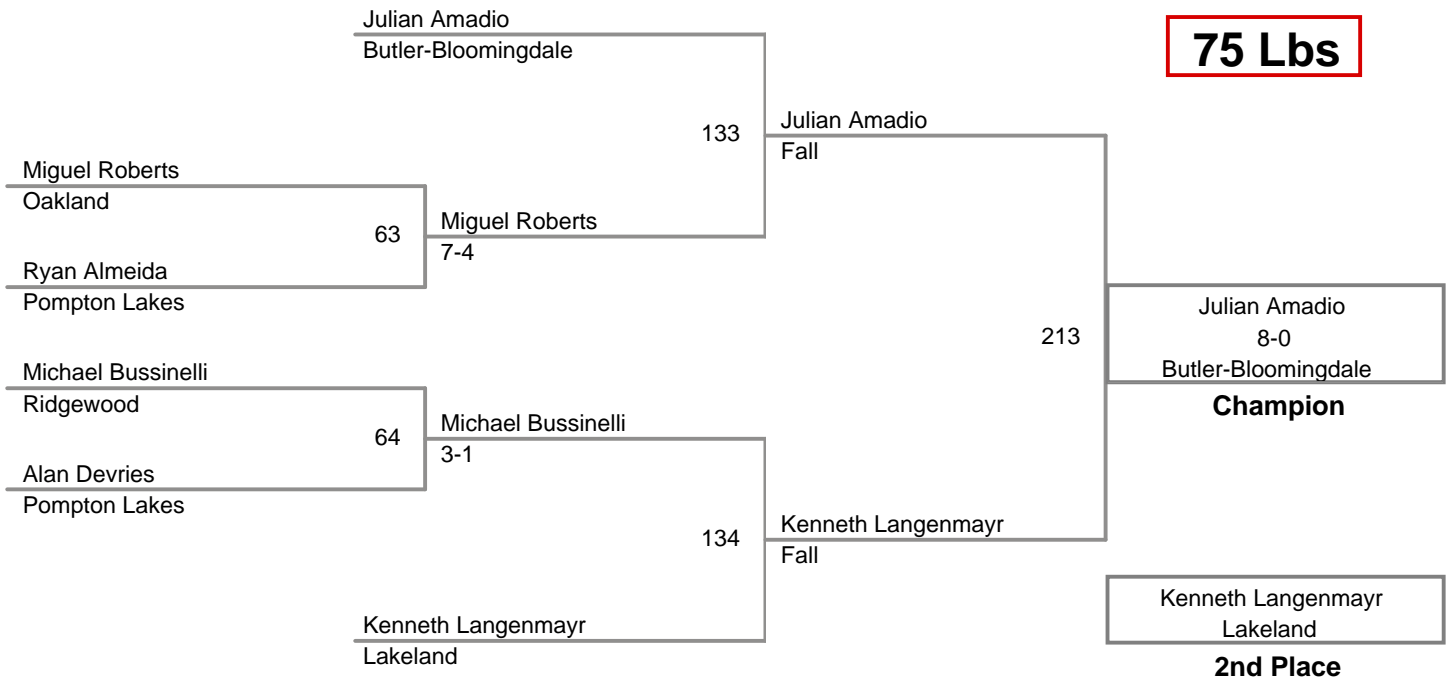 Julian Amadio
Butler-Bloomingdale
75 Lbs
133
Julian Amadio
Fall
Miguel Roberts
Oakland
63
Miguel Roberts
7-4
Ryan Almeida
Pompton Lakes
213
Julian Amadio
8-0
Butler-Bloomingdale
Champion
Michael Bussinelli
Ridgewood
64
Michael Bussinelli
3-1
Alan Devries
Pompton Lakes
134
Kenneth Langenmayr
Fall
Kenneth Langenmayr
Lakeland
Kenneth Langenmayr
Lakeland
2nd Place